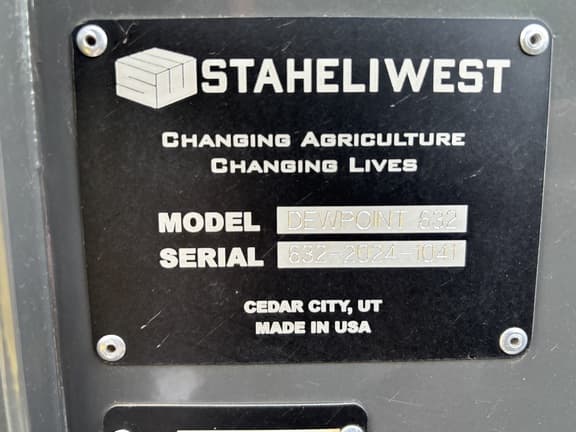 SW STAHELIWEST
CHANGING AGRICULTURE
CHANGING LIVES
MODEL DEWPOINT 632
SERIAL 632-2024-1041
CEDAR CITY, UT
MADE IN USA